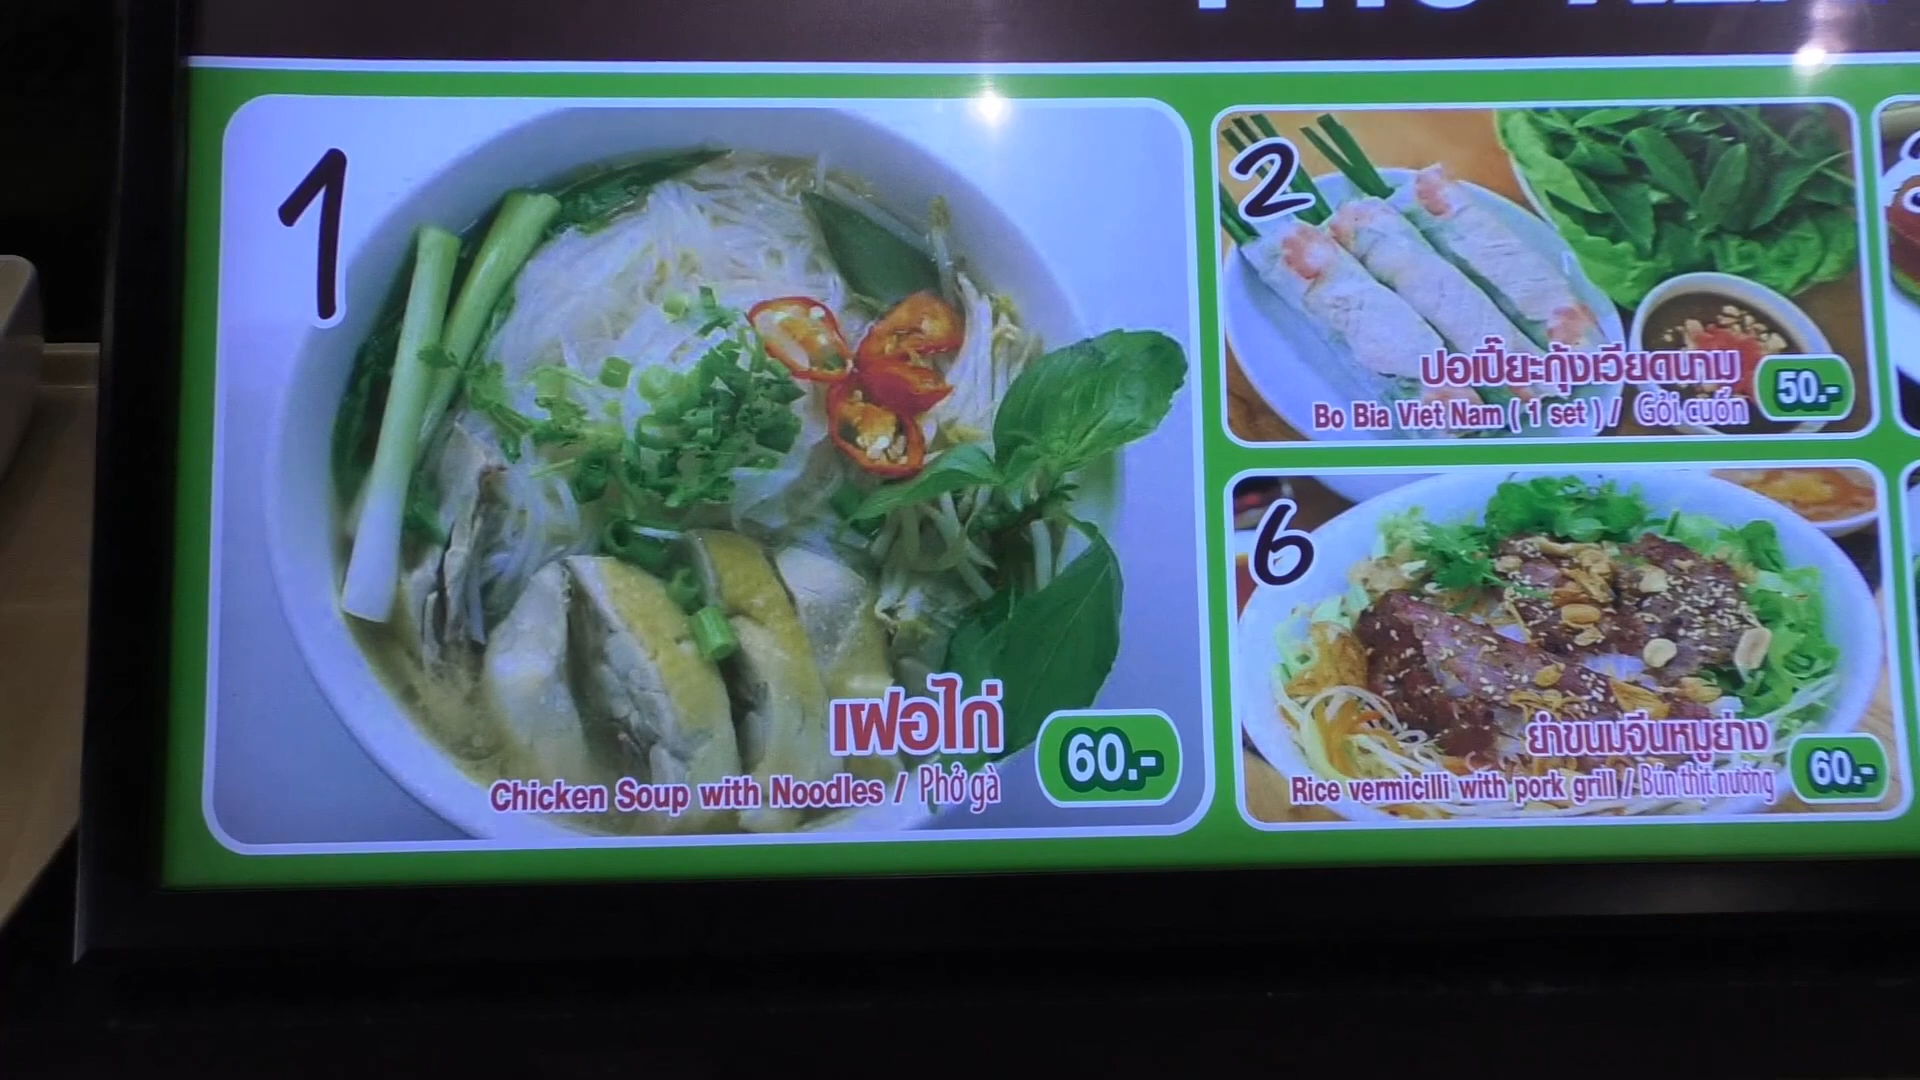 1
เฝอไก่
Chicken Soup with Noodles / Phở gà
60.-
2
ปอเปี๊ยะกุ้งเวียดนาม
Bo Bia Viet Nam ( 1 set ) / Gỏi cuốn
50.-
6
ยำขนมจีนหมูย่าง
Rice vermicilli with pork grill / Bún thịt nướng
60.-